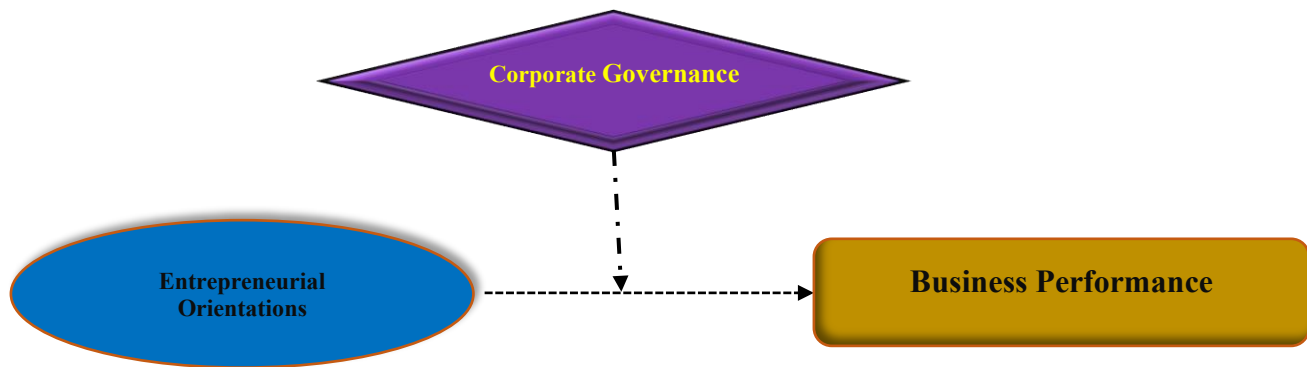 Corporate Governance
Entrepreneurial
Orientations
Business Performance